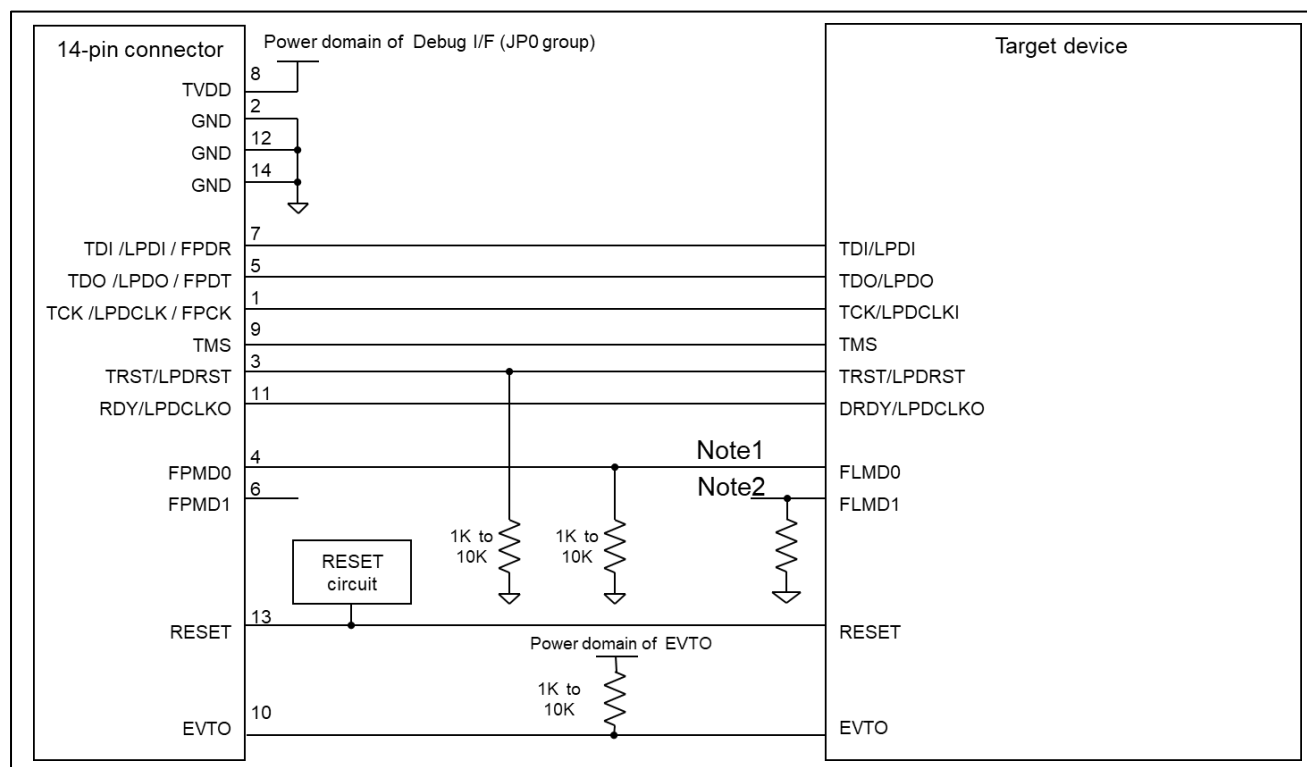 14-pin connector
Power domain of Debug I/F (JP0 group)
Target device
8
TVDD
2
GND
12
GND
14
GND
7
TDI /LPDI / FPDR
TDI/LPDI
5
TDO /LPDO / FPDT
TDO/LPDO
1
TCK /LPDCLK / FPCK
TCK/LPDCLKI
9
TMS
TMS
3
TRST/LPDRST
TRST/LPDRST
11
RDY/LPDCLKO
DRDY/LPDCLKO
4
Note1
FPMD0
FLMD0
6
Note2
FPMD1
FLMD1
1K to
10K
1K to
10K
RESET
circuit
13
RESET
RESET
Power domain of EVTO
1K to
10K
10
EVTO
EVTO